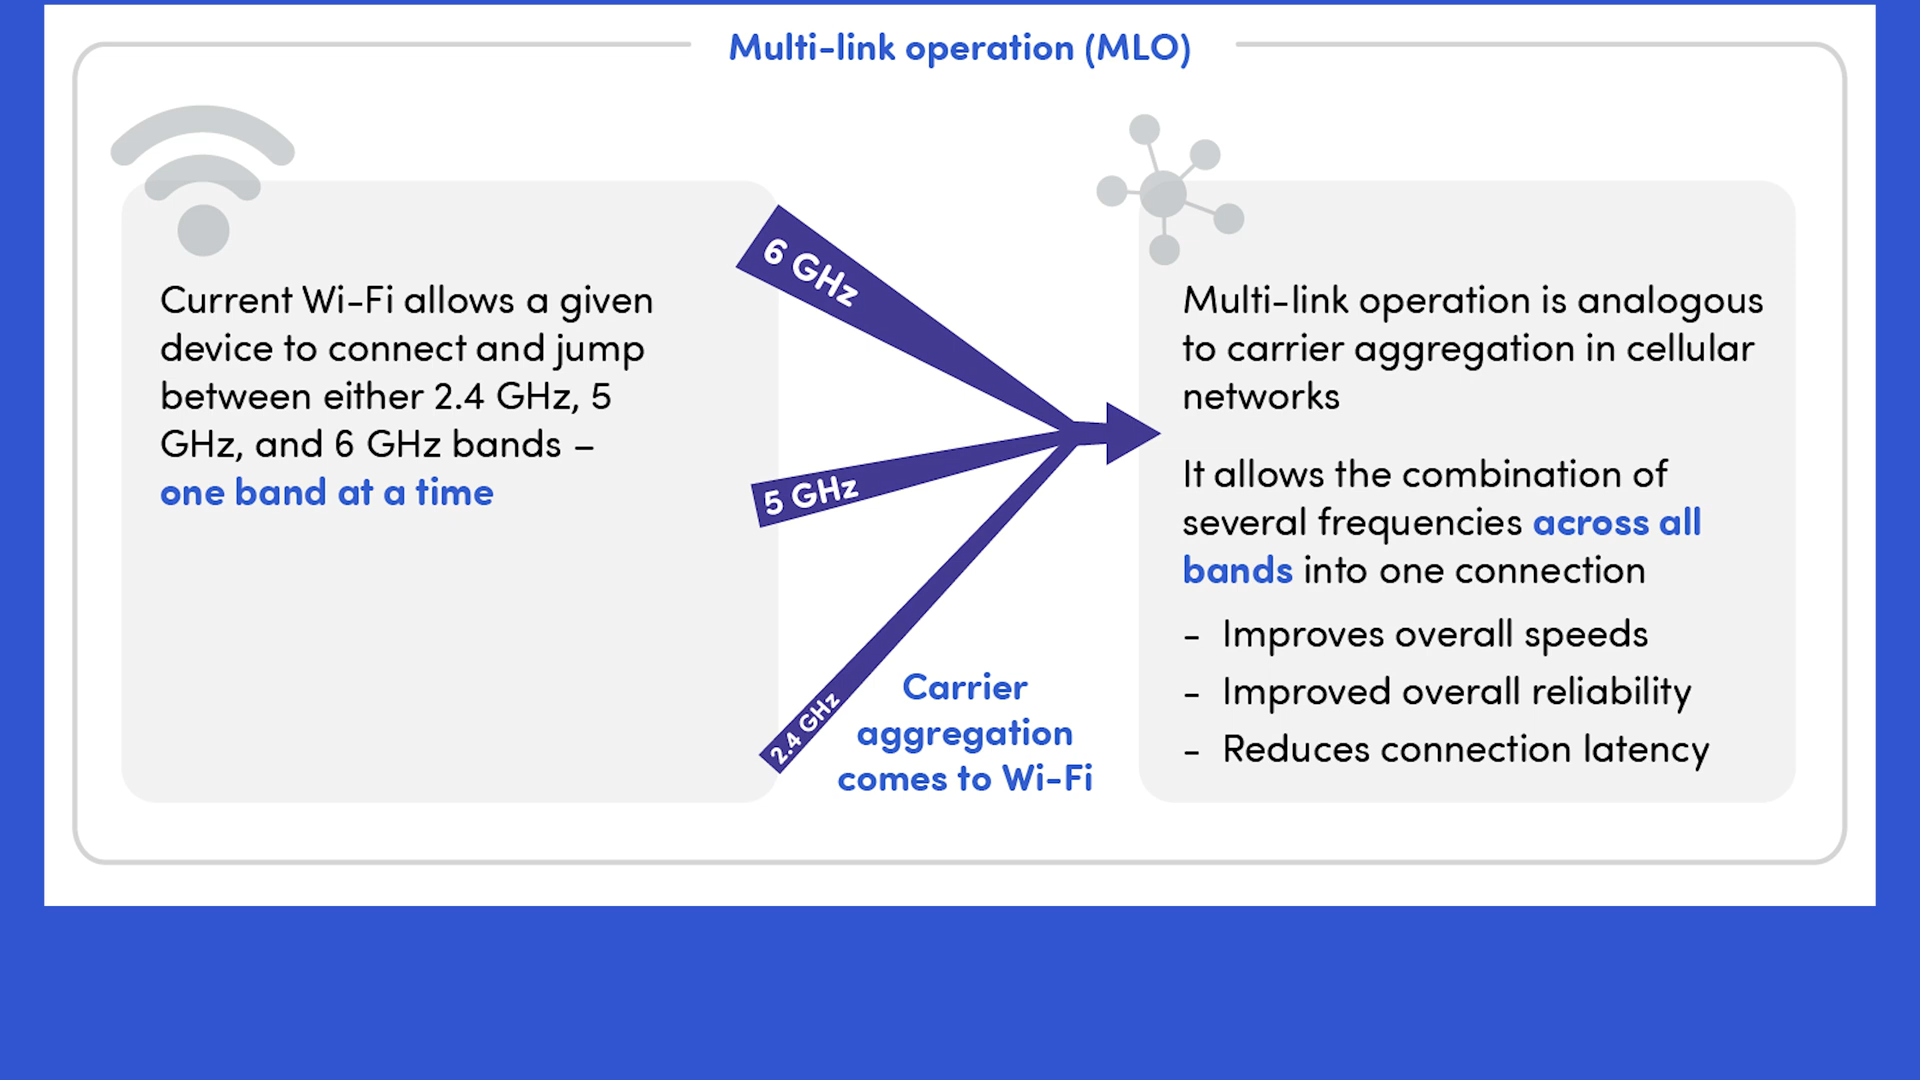 Multi-link operation (MLO)
Current Wi-Fi allows a given
device to connect and jump
between either 2.4 GHz, 5
GHz, and 6 GHz bands –
one band at a time
6 GHz
5 GHz
2.4 GHz
Carrier
aggregation
comes to Wi-Fi
Multi-link operation is analogous
to carrier aggregation in cellular
networks
It allows the combination of
several frequencies across all
bands into one connection
- Improves overall speeds
- Improved overall reliability
- Reduces connection latency